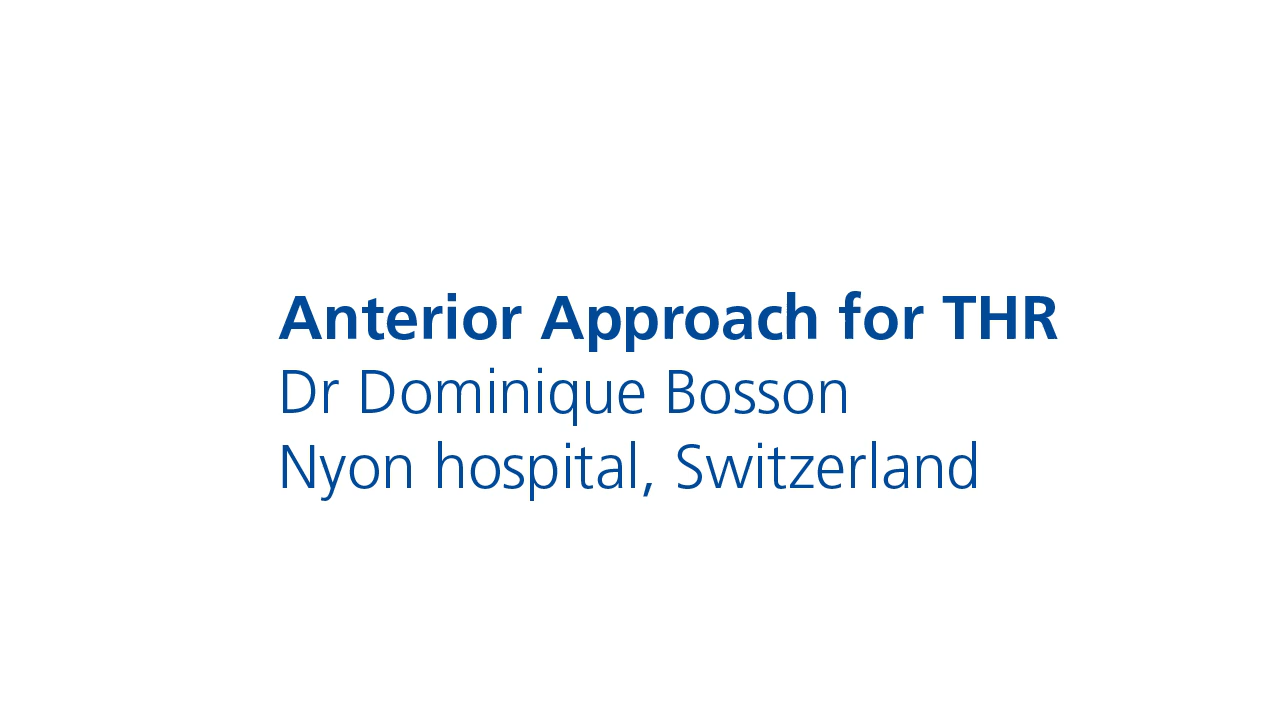 Anterior Approach for THR
Dr Dominique Bosson
Nyon hospital, Switzerland